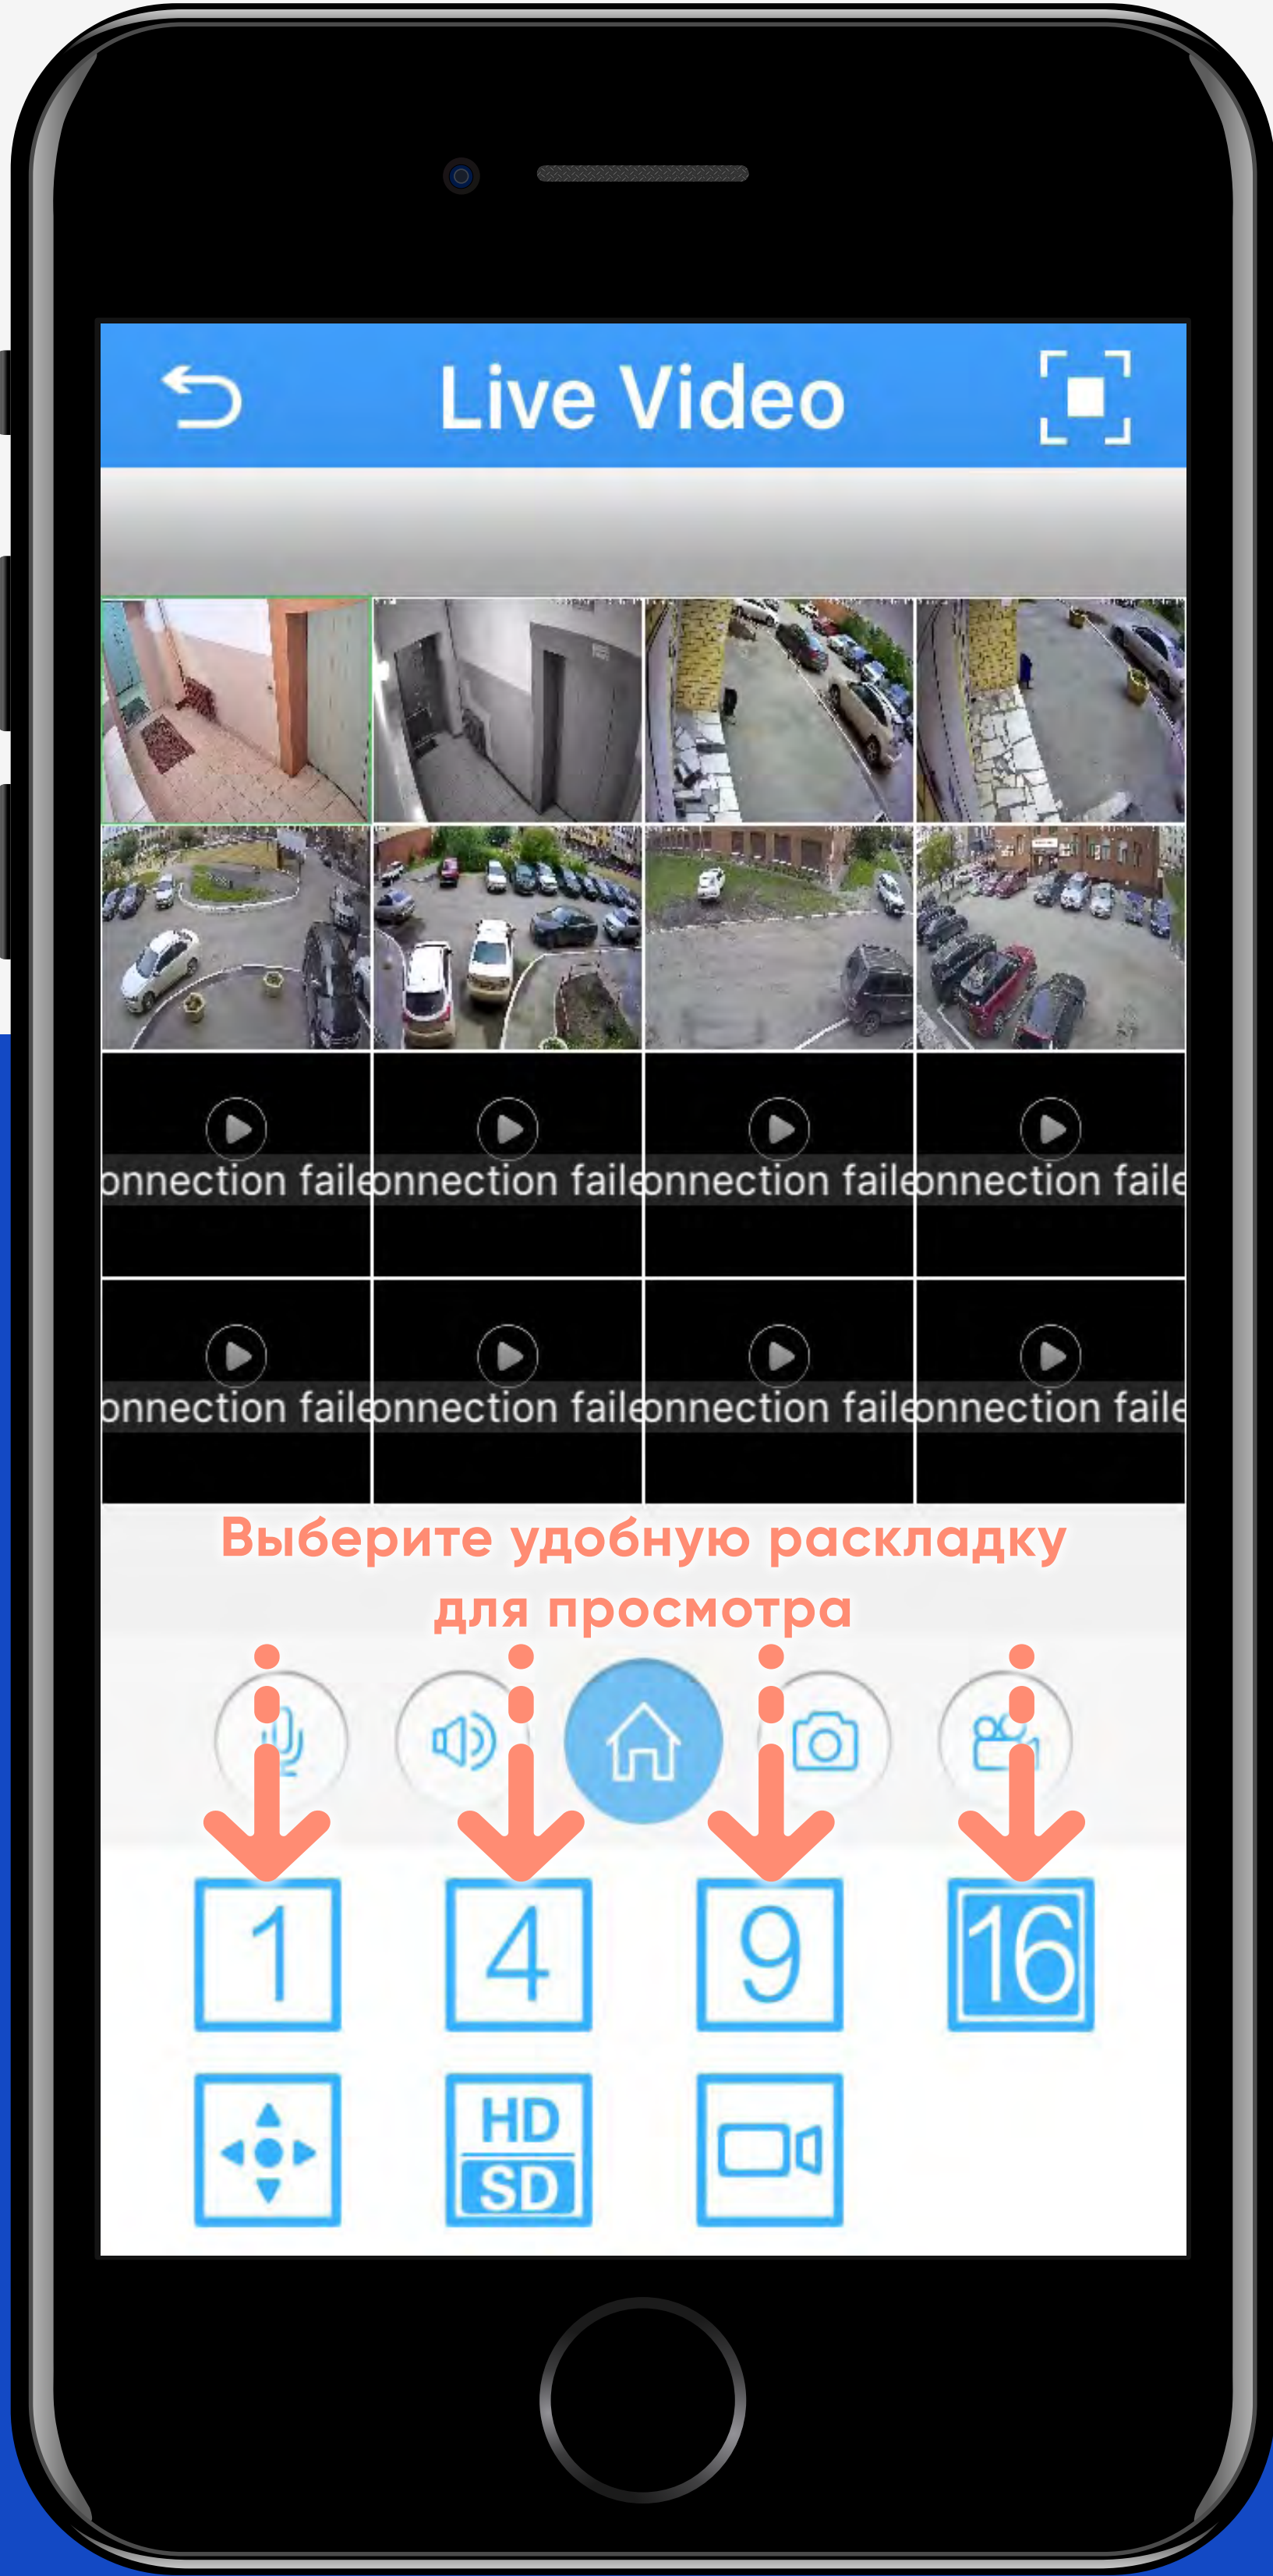 Live Video
onnection faile onnection faile onnection faile onnection faile
onnection faile onnection faile onnection faile onnection faile
Выберите удобную раскладку
для просмотра
1 4 9 16
HD
SD